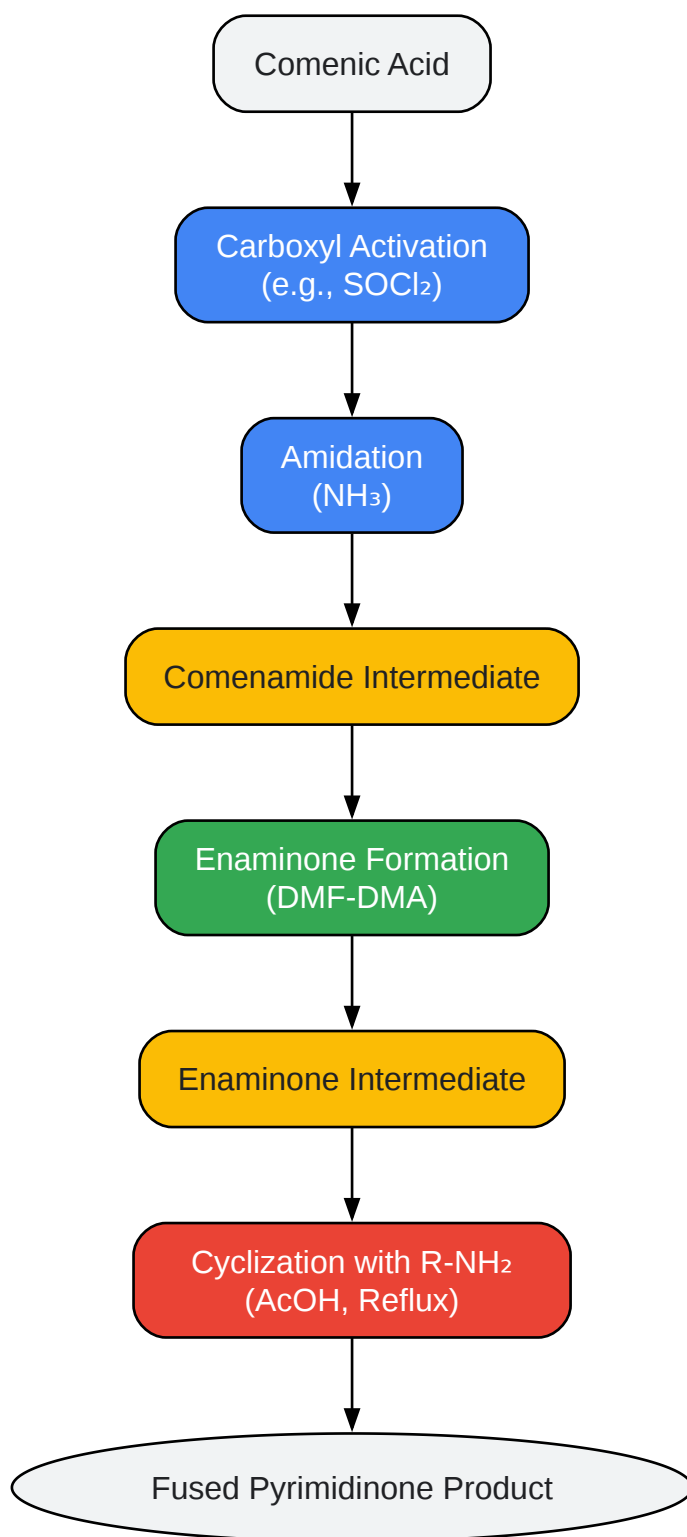 Comenic Acid
Carboxyl Activation
(e.g., SOCl₂)
Amidation
(NH₃)
Comenamide Intermediate
Enaminone Formation
(DMF-DMA)
Enaminone Intermediate
Cyclization with R-NH₂
(AcOH, Reflux)
Fused Pyrimidinone Product